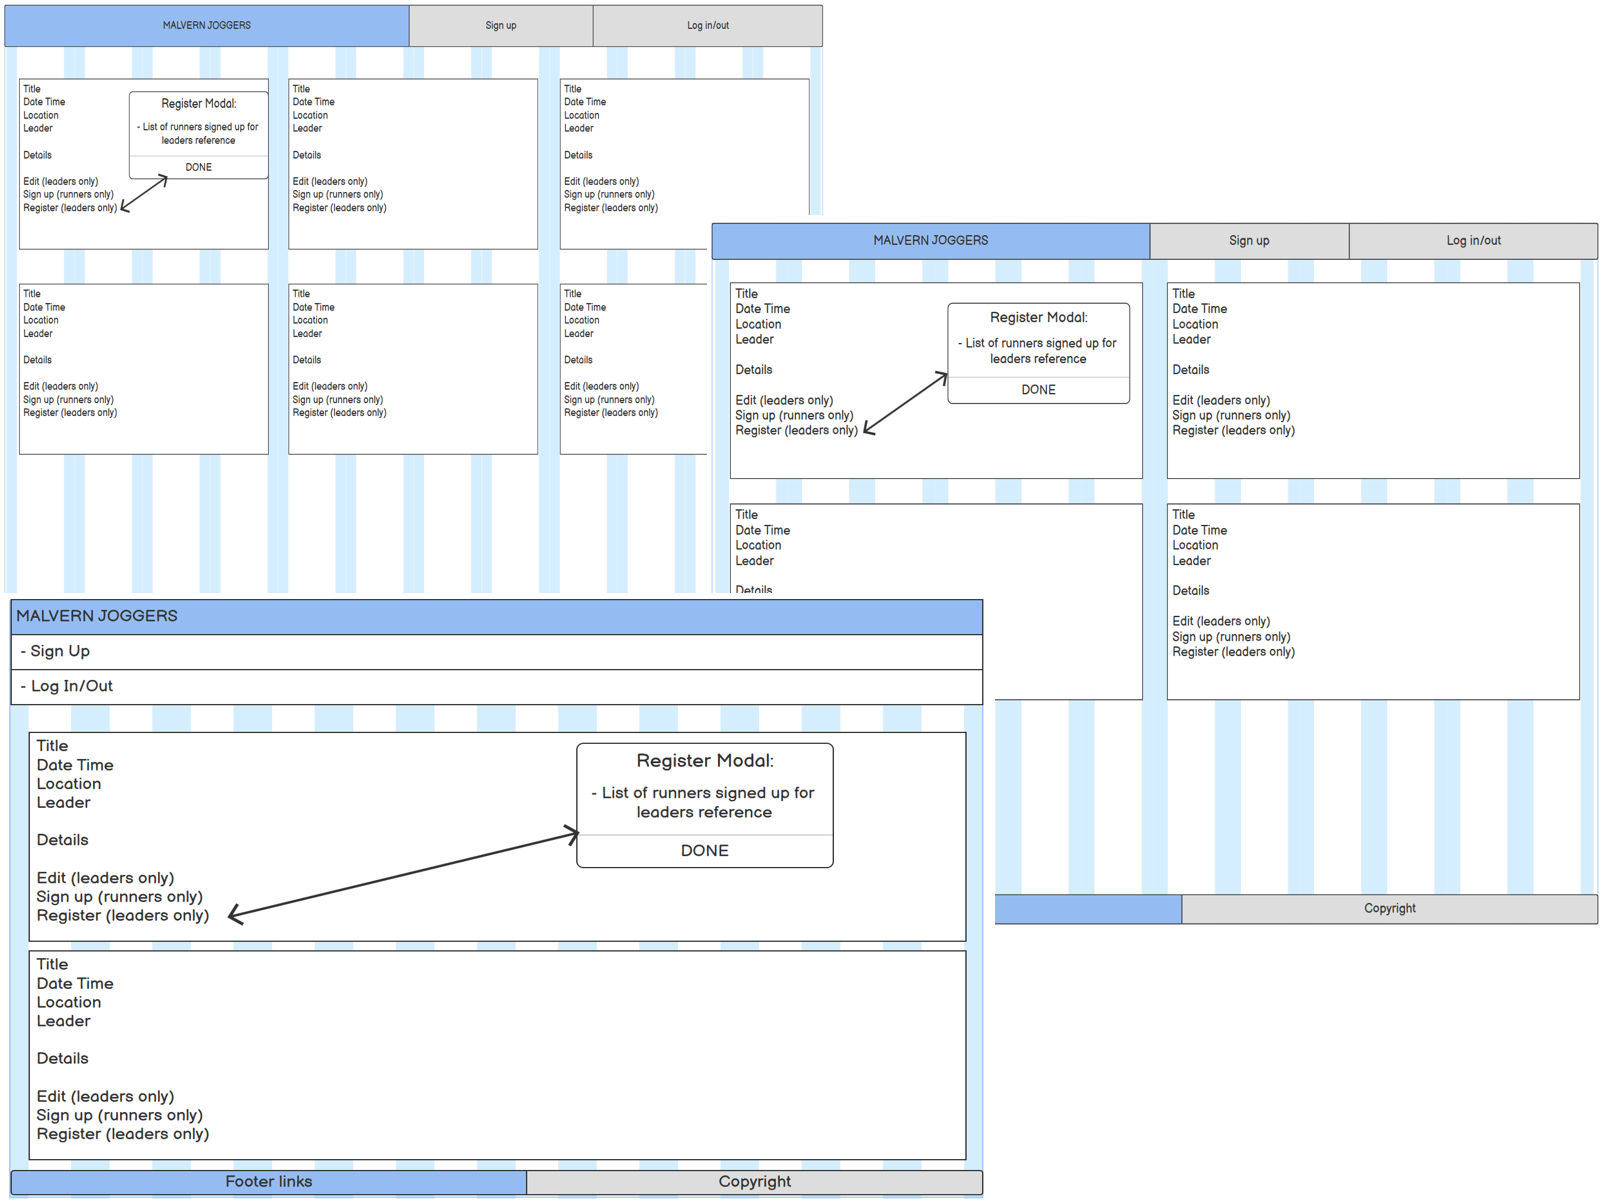 MALVERN JOGGERS
Sign up
Log in/out
Title
Date Time
Location
Leader
Details
Edit (leaders only)
Sign up (runners only)
Register (leaders only)
Register Modal:
- List of runners signed up for
leaders reference
DONE
Title
Date Time
Location
Leader
Details
Edit (leaders only)
Sign up (runners only)
Register (leaders only)
Title
Date Time
Location
Leader
Details
Edit (leaders only)
Sign up (runners only)
Register (leaders only)
Title
Date Time
Location
Leader
Details
Edit (leaders only)
Sign up (runners only)
Register (leaders only)
Title
Date Time
Location
Leader
Details
Edit (leaders only)
Sign up (runners only)
Register (leaders only)
Title
Date Time
Location
Leader
Details
Edit (leaders only)
Sign up (runners only)
Register (leaders only)
MALVERN JOGGERS
Sign up
Log in/out
Title
Date Time
Location
Leader
Details
Edit (leaders only)
Sign up (runners only)
Register (leaders only)
Register Modal:
- List of runners signed up for
leaders reference
DONE
Title
Date Time
Location
Leader
Details
Edit (leaders only)
Sign up (runners only)
Register (leaders only)
Title
Date Time
Location
Leader
Details
Title
Date Time
Location
Leader
Details
Edit (leaders only)
Sign up (runners only)
Register (leaders only)
Copyright
MALVERN JOGGERS
- Sign Up
- Log In/Out
Title
Date Time
Location
Leader
Details
Edit (leaders only)
Sign up (runners only)
Register (leaders only)
Register Modal:
- List of runners signed up for
leaders reference
DONE
Title
Date Time
Location
Leader
Details
Edit (leaders only)
Sign up (runners only)
Register (leaders only)
Footer links
Copyright